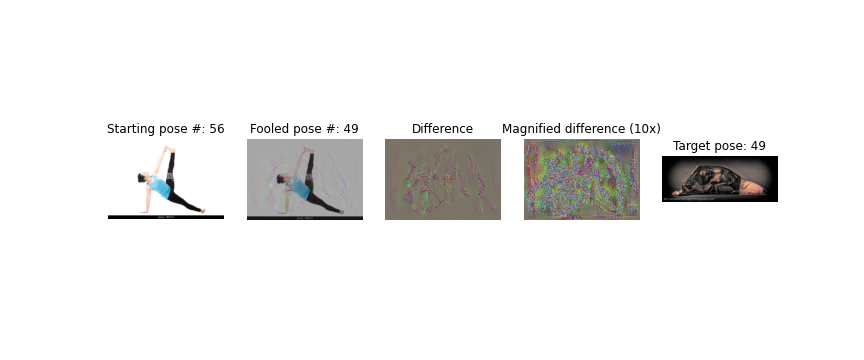 Starting pose #: 56
Fooled pose #: 49
Difference
Magnified difference (10x)
Target pose: 49